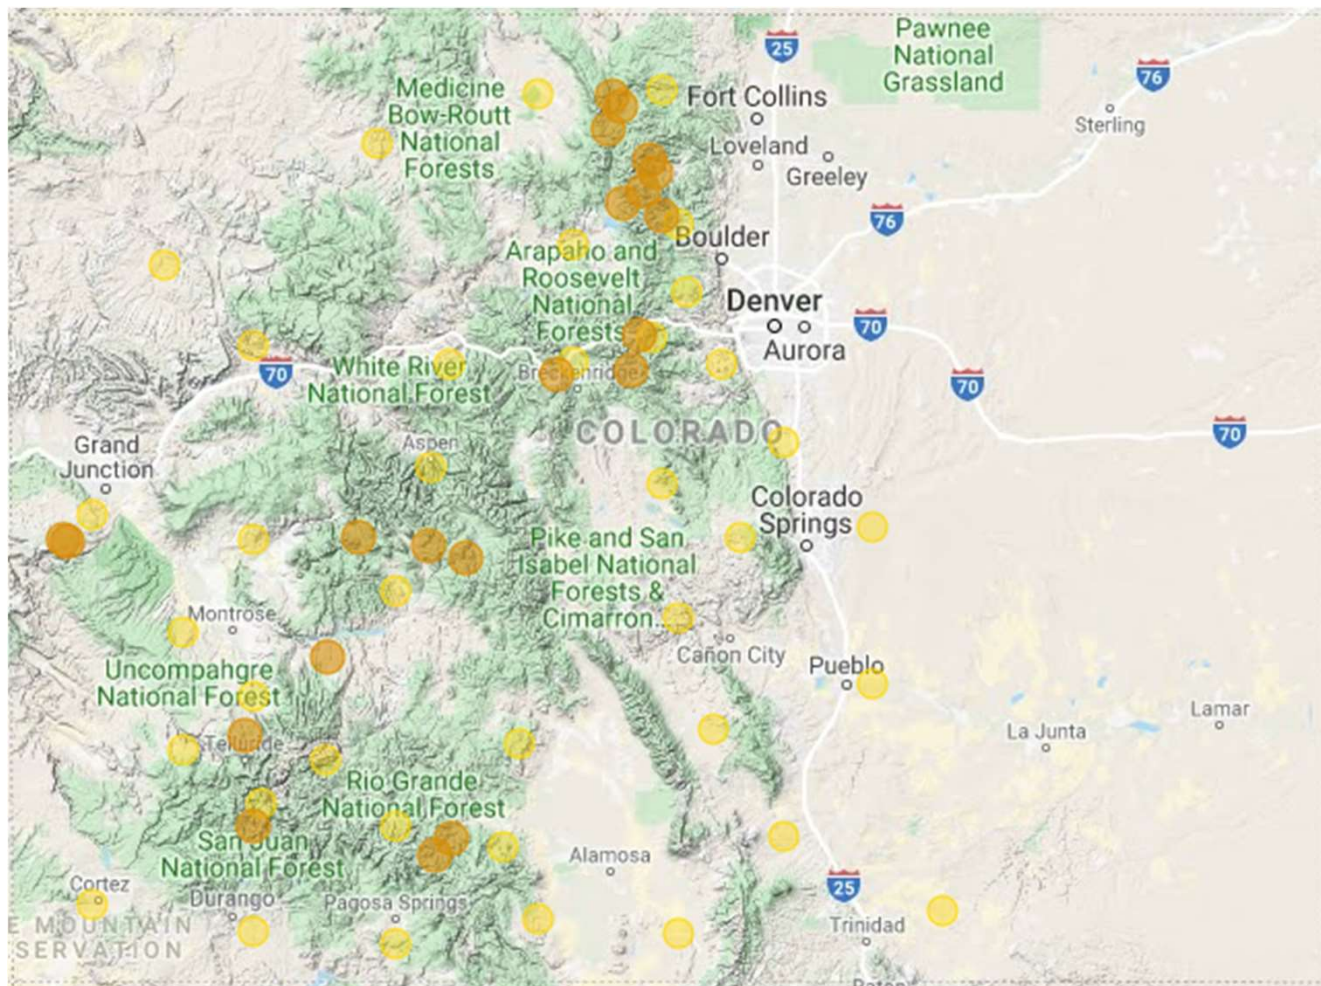 Pawnee
National
Grassland
25
76
Medicine
Bow-Routt
National
Forests
Fort Collins
Sterling
Loveland
Greeley
76
Boulder
Arapaho and
Roosevelt
National
Forests
Denver
70
Aurora
White River
National Forest
70
Breckenridge
70
COLORADO
70
Grand
Junction
Aspen
Colorado
Springs
Pike and San
Isabel National
Forests &
Cimarron...
Montrose
Cañon City
Uncompahgre
National Forest
Pueblo
Lamar
La Junta
Telluride
Rio Grande
National Forest
San Juan
National Forest
Alamosa
Cortez
Durango
Pagosa Springs
25
E MOUNTAIN
SERVATION
Trinidad